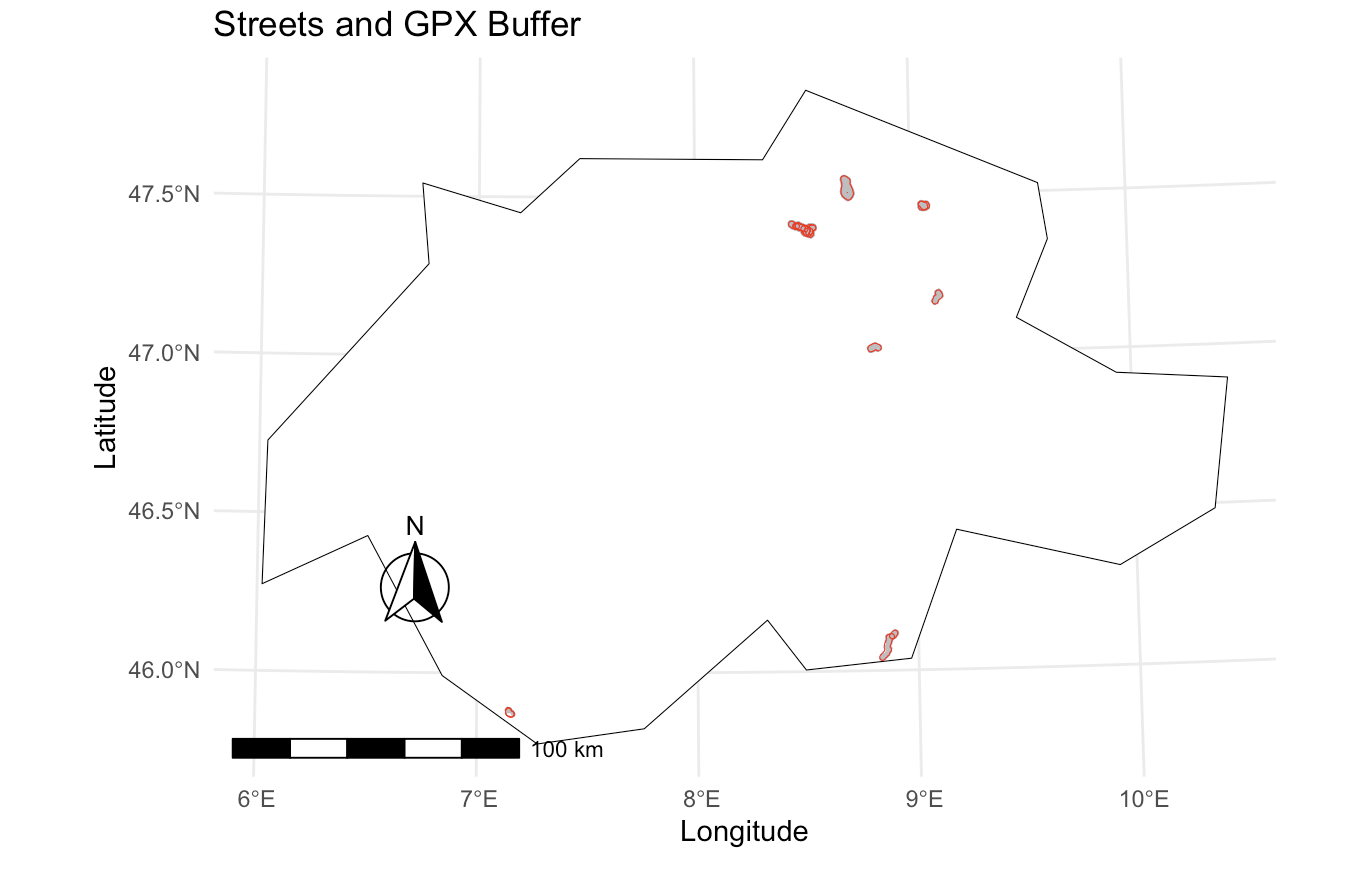 Streets and GPX Buffer
47.5°N
47.0°N
46.5°N
46.0°N
Latitude
N
100 km
6°E
7°E
8°E
9°E
10°E
Longitude